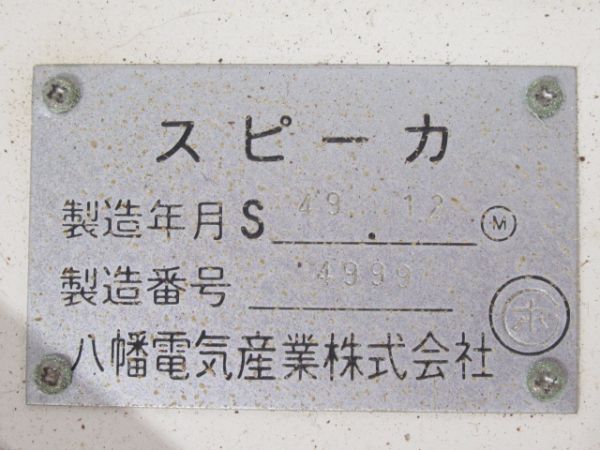 スピーカ
製造年月 S 49.12 Ⓜ
製造番号 4999
八幡電気産業株式会社 ホ